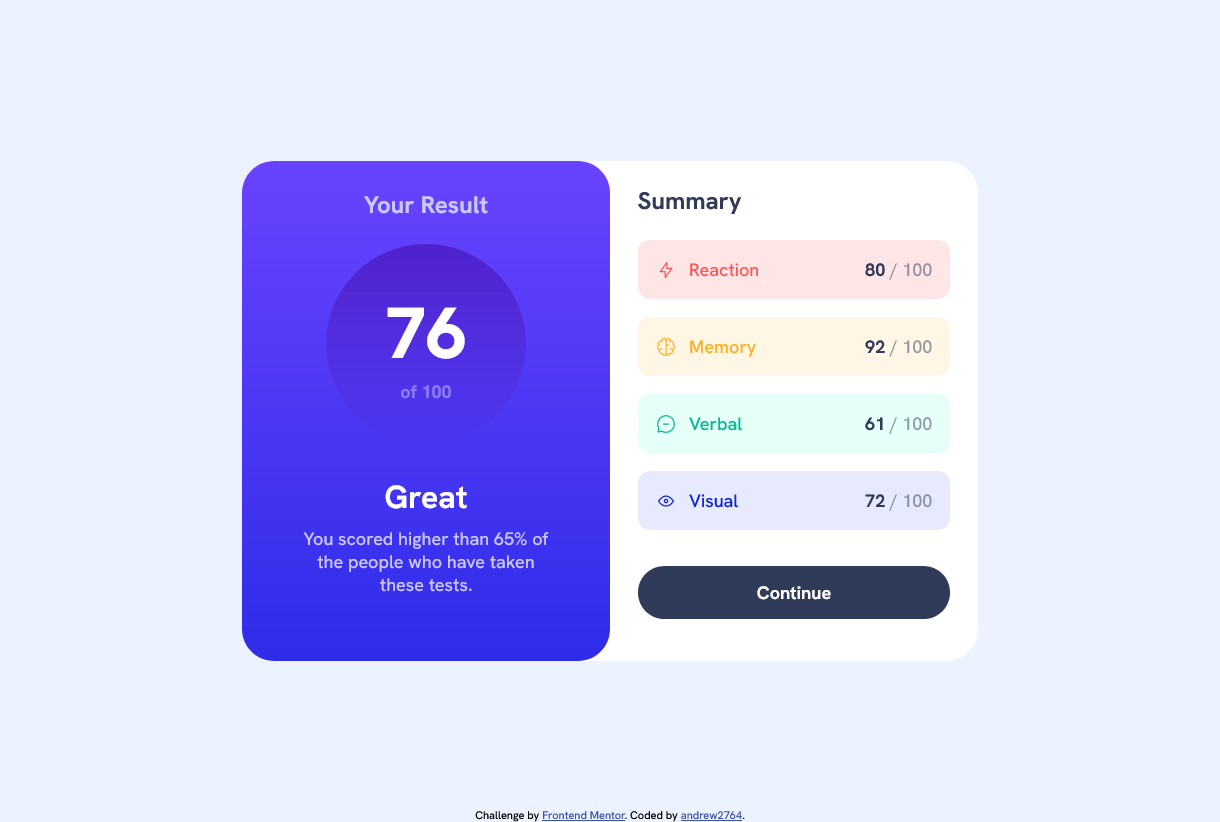 Your Result
76
of 100
Great
You scored higher than 65% of
the people who have taken
these tests.
Summary
Reaction 80 / 100
Memory 92 / 100
Verbal 61 / 100
Visual 72 / 100
Continue
Challenge by Frontend Mentor. Coded by andrew2764.